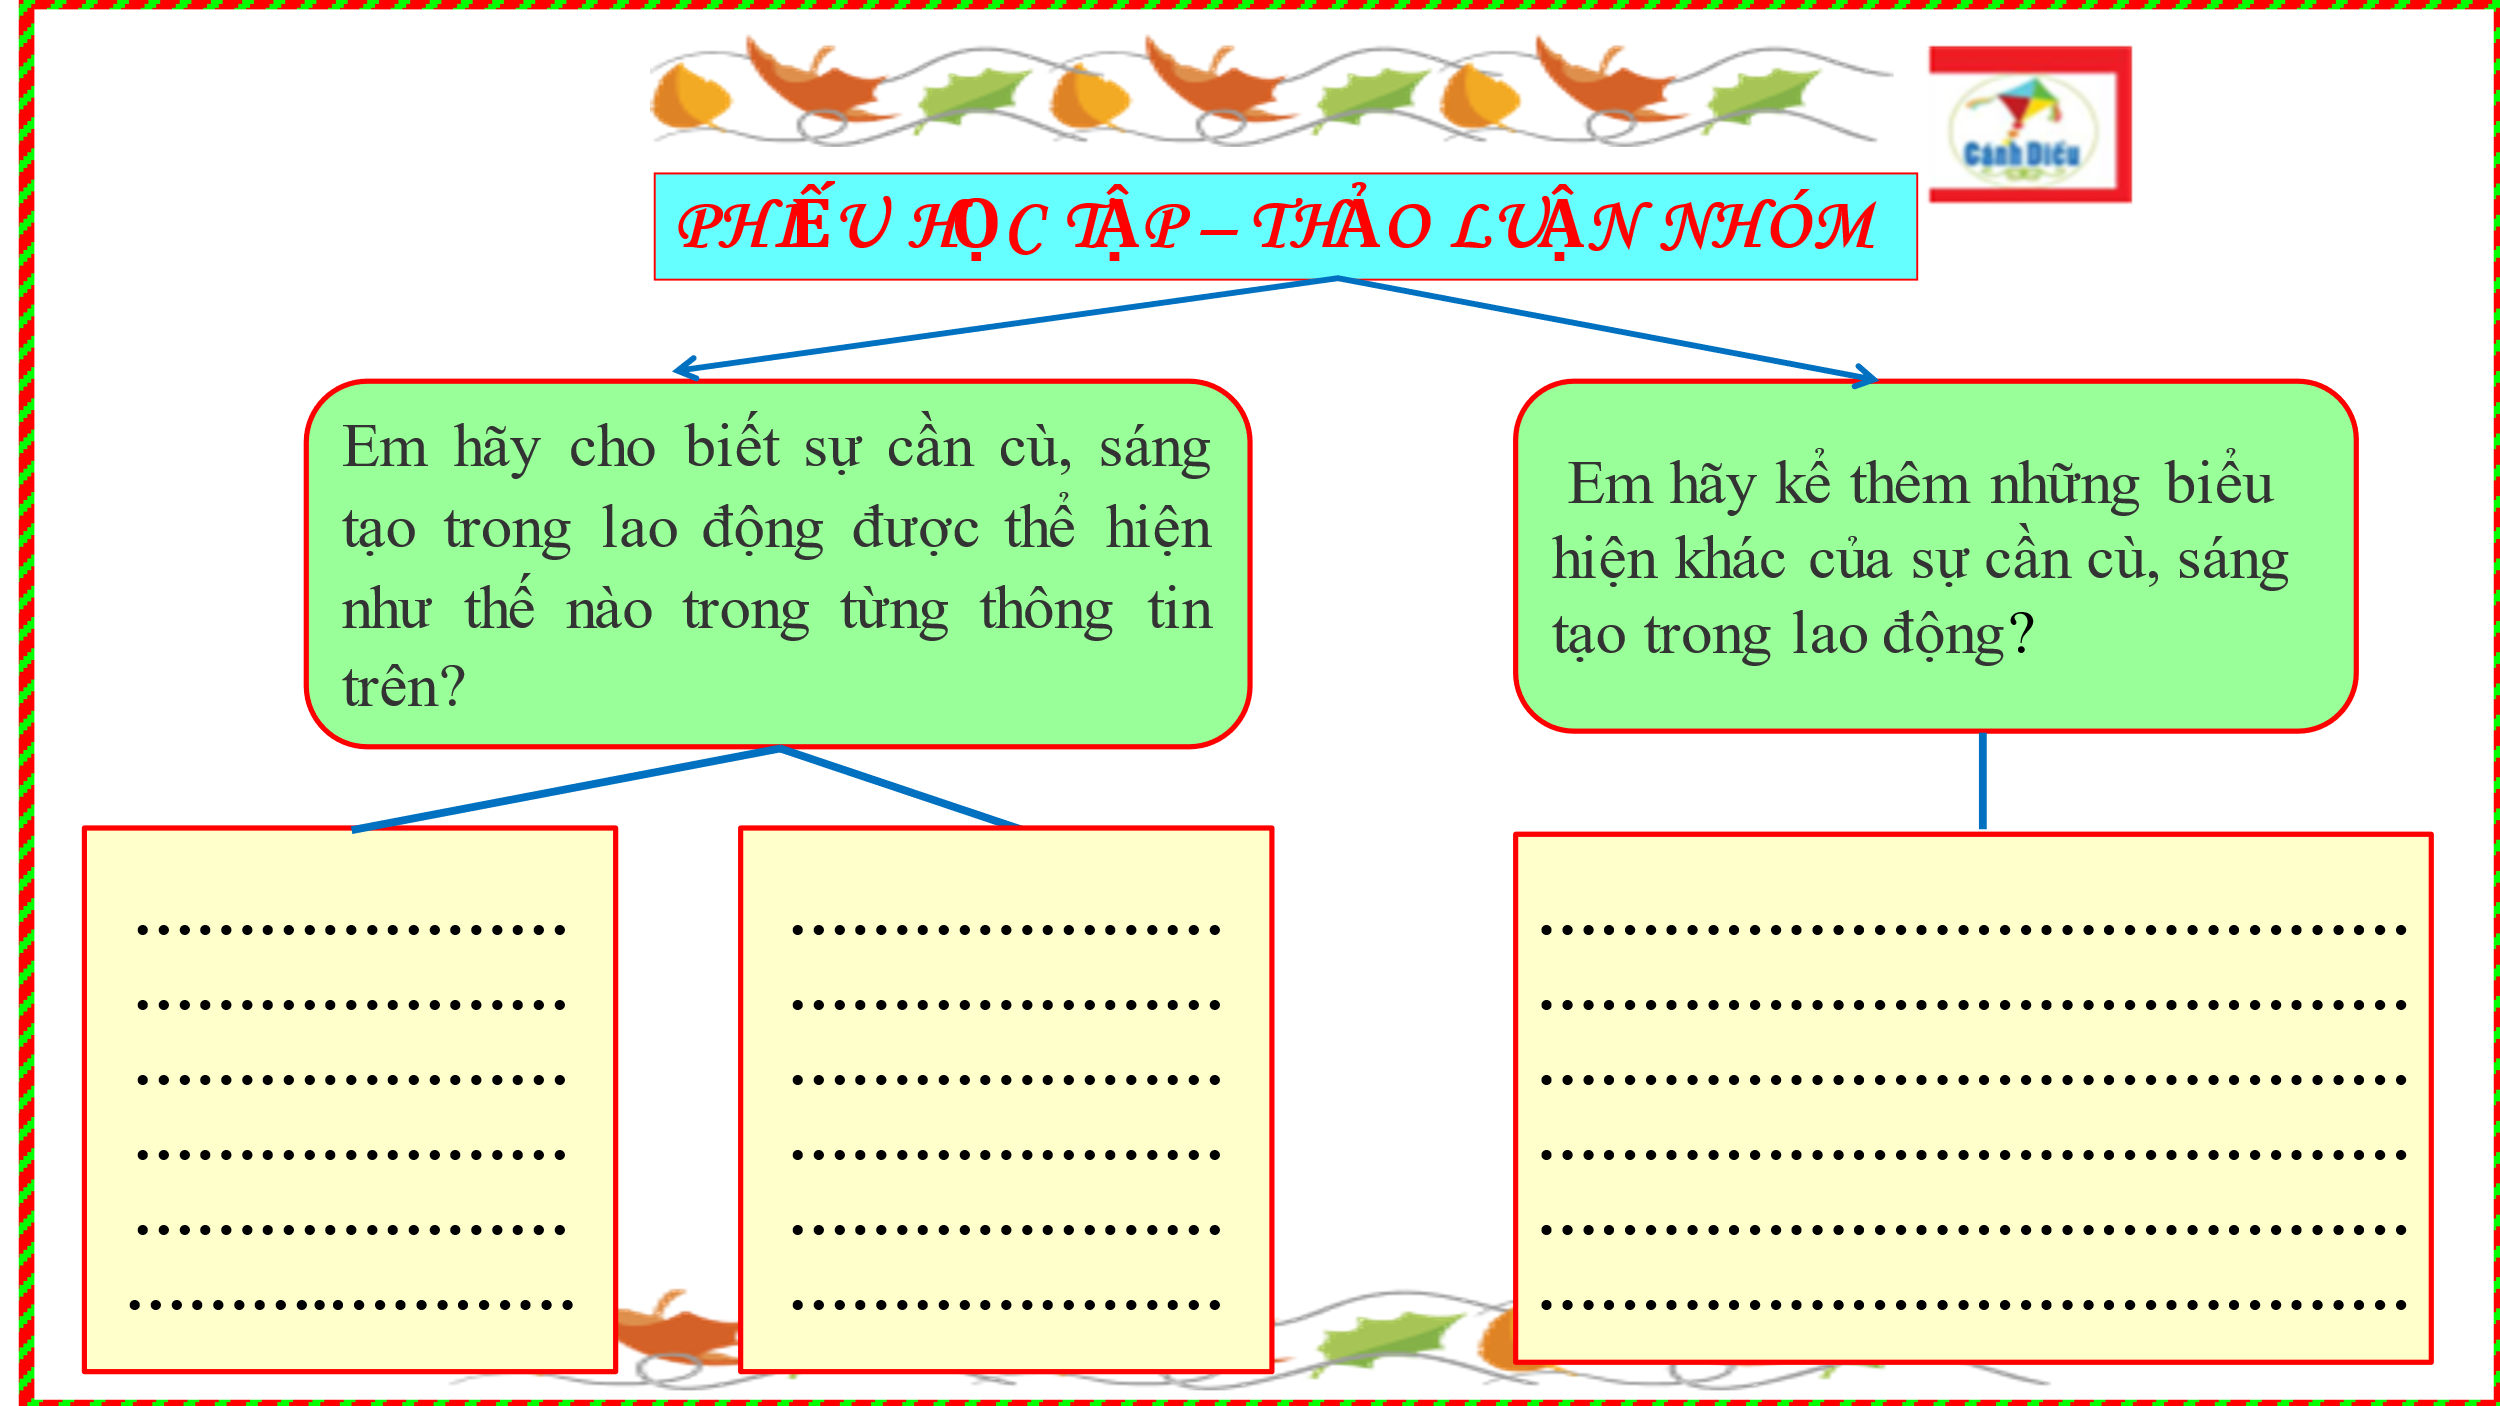 Cánh Diều
PHIẾU HỌC TẬP – THẢO LUẬN NHÓM
Em hãy cho biết sự cần cù, sáng
tạo trong lao động được thể hiện
như thế nào trong từng thông tin
trên?
Em hãy kể thêm những biểu
hiện khác của sự cần cù, sáng
tạo trong lao động?